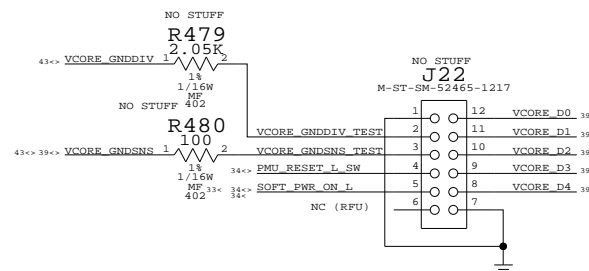 NO STUFF
R479
2.05K
43<> VCORE_GNDDIV 1 2
1%
1/16W
MF
402
NO STUFF
R480
100
43<> 39<> VCORE_GNDSNS 1 2
1%
1/16W
MF
402
NO STUFF
J22
M-ST-SM-52465-1217
1 12 VCORE_D0 39
VCORE_GNDDIV_TEST 2 11 VCORE_D1 39
VCORE_GNDSNS_TEST 3 10 VCORE_D2 39
34<> PMU_RESET_L_SW 4 9 VCORE_D3 39
33< 34<> SOFT_PWR_ON_L 5 8 VCORE_D4 39
34<
NC (RFU) 6 7